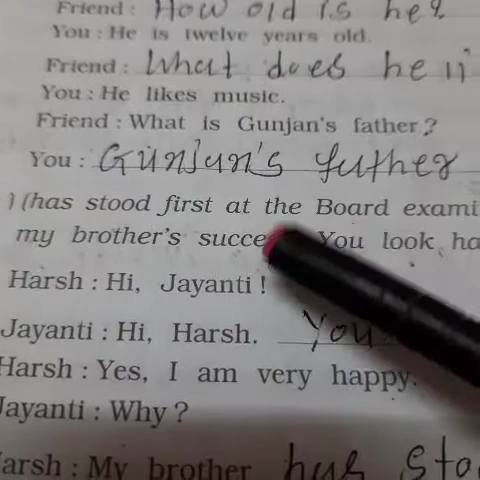 Friend : How old is he?
You : He is twelve years old.
Friend : What does he
You : He likes music.
Friend : What is Gunjan's father?
You : Gunjan's father
) (has stood first at the Board exami
my brother's succe You look ha
Harsh : Hi, Jayanti !
Jayanti : Hi, Harsh. You
Harsh : Yes, I am very happy.
Jayanti : Why ?
Harsh : My brother has sto